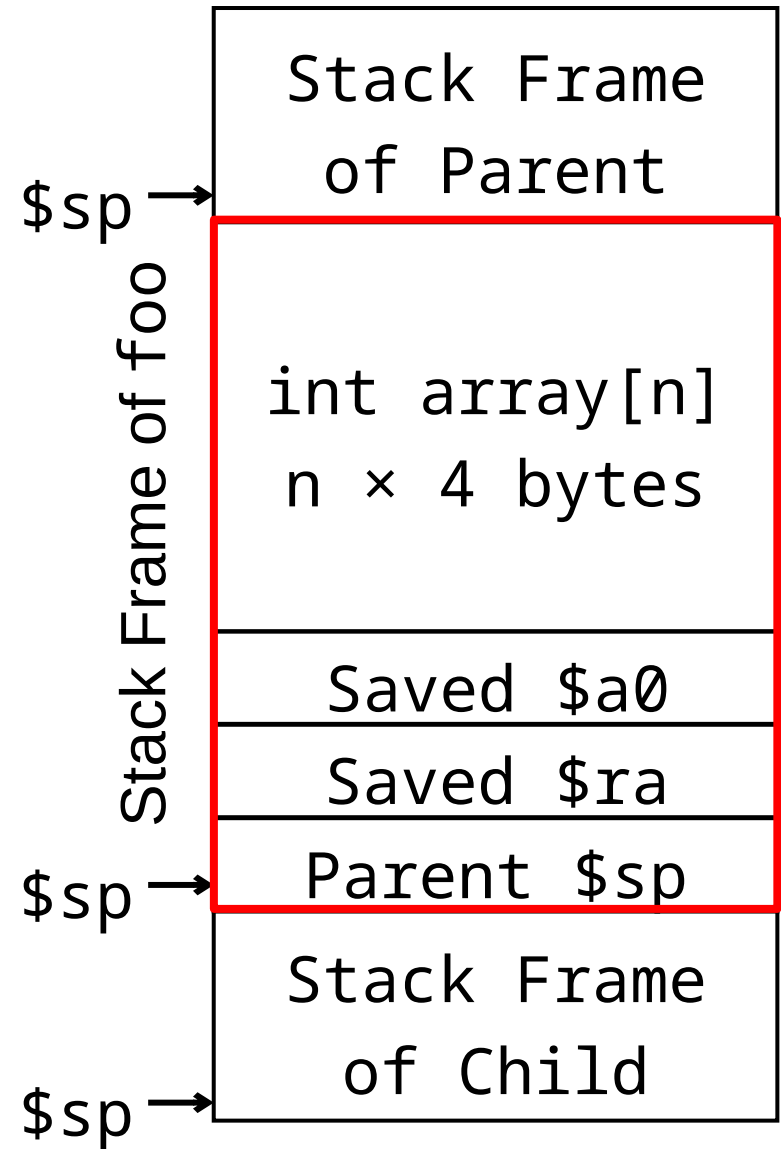 Stack Frame
of Parent
$sp
Stack Frame of foo
int array[n]
n × 4 bytes
Saved $a0
Saved $ra
Parent $sp
$sp
Stack Frame
of Child
$sp